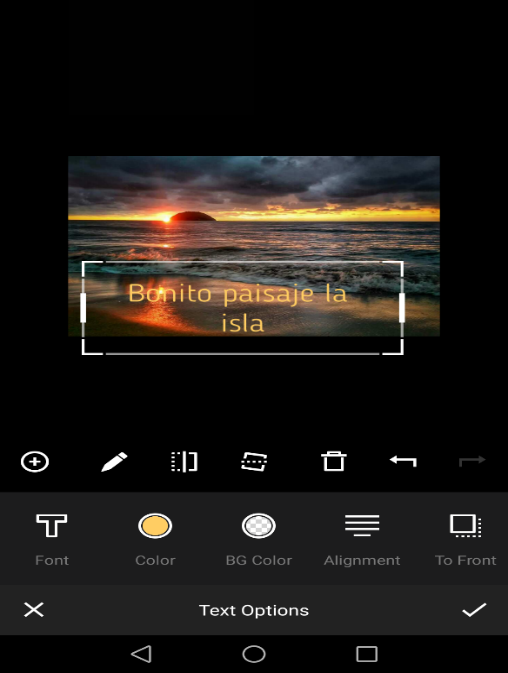 Bonito paisaje la
isla
Font
Color
BG Color
Alignment
To Front
Text Options